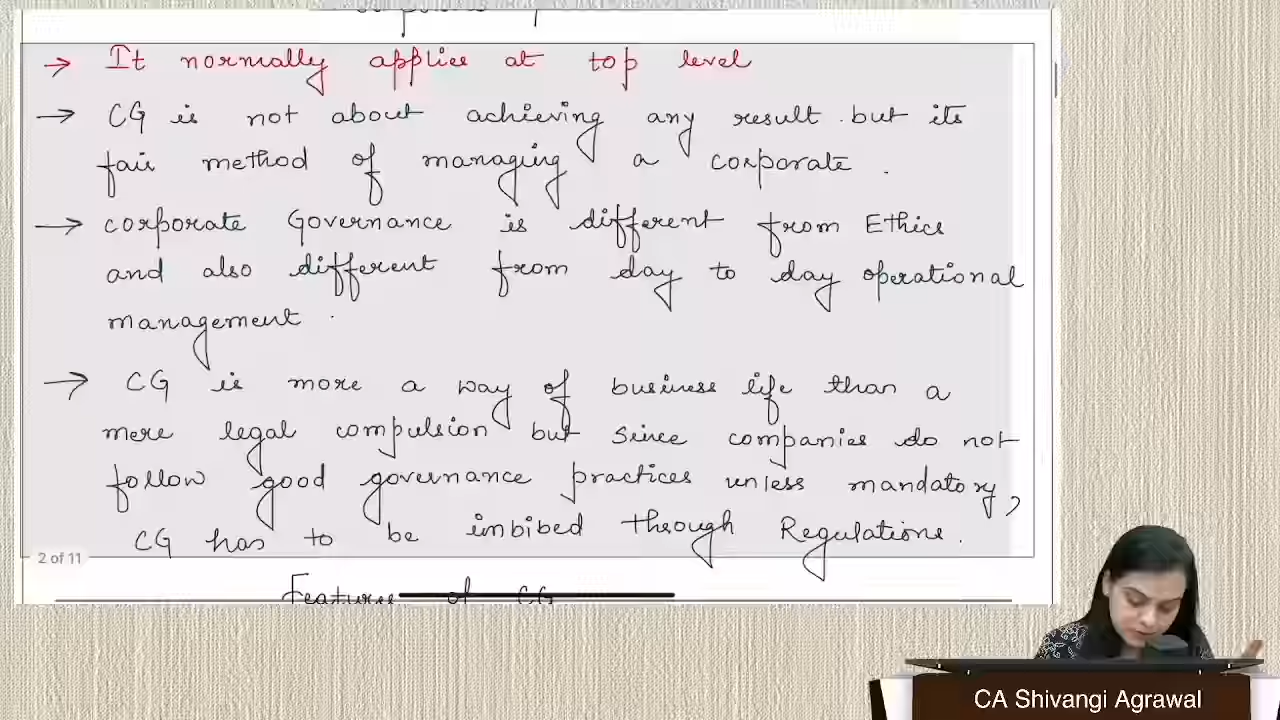 → It normally applies at top level
→ CG is not about achieving any result but its
fair method of managing a corporate.
→ corporate Governance is different from Ethics
and also different from day to day operational
management.
→ CG is more a way of business life than a
mere legal compulsion but since companies do not
follow good governance practices unless mandatory,
CG has to be imbibed through Regulations.
2 of 11
Features of CG
CA Shivangi Agrawal